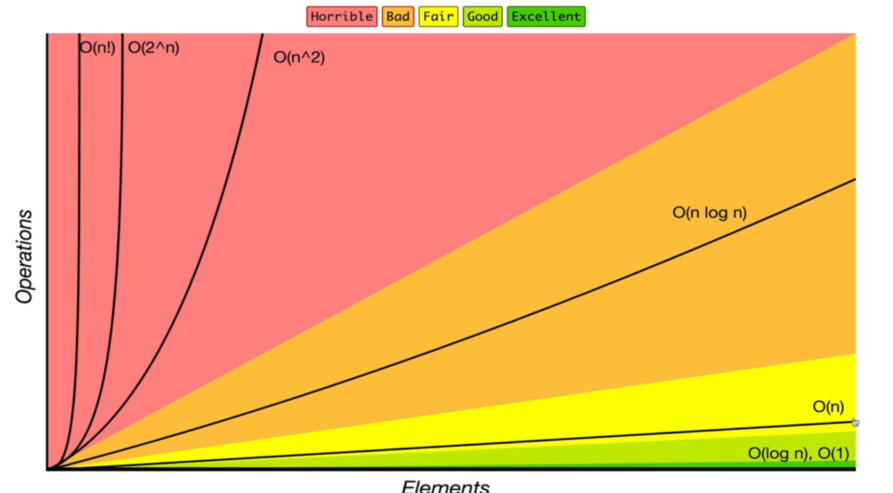 Horrible Bad Fair Good Excellent
O(n!) O(2^n)
O(n^2)
O(n log n)
Operations
O(n)
O(log n), O(1)
Elements